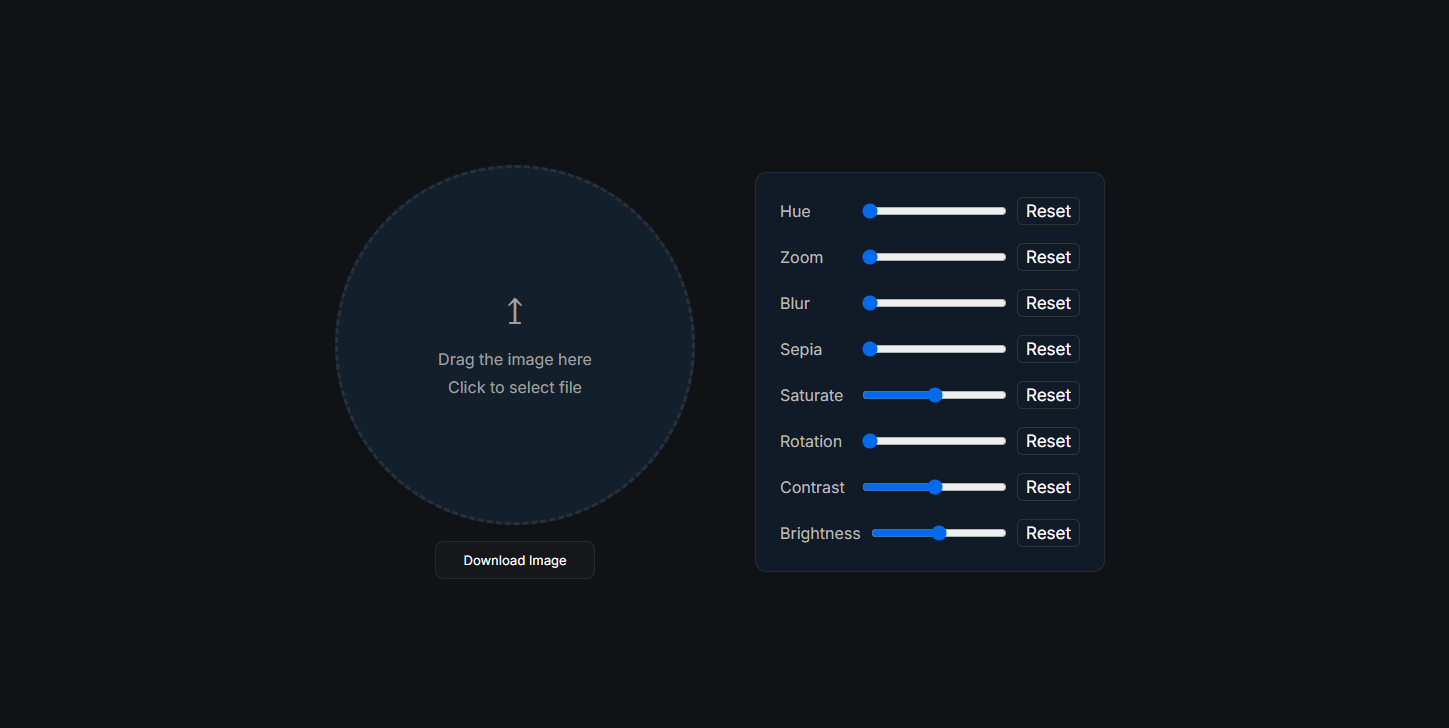 Drag the image here
Click to select file
Download Image
Hue Reset
Zoom Reset
Blur Reset
Sepia Reset
Saturate Reset
Rotation Reset
Contrast Reset
Brightness Reset